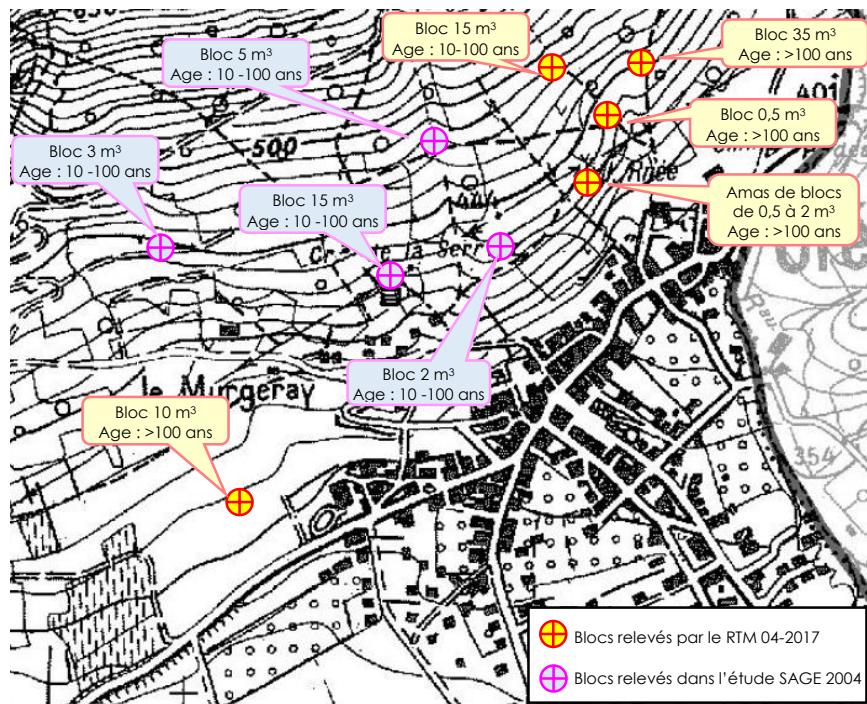 650
Bloc 15 m³
Age : 10-100 ans
Bloc 35 m³
Age : >100 ans
Bloc 5 m³
Age : 10 -100 ans
401
Bloc 0,5 m³
Age : >100 ans
500
Bloc 3 m³
Age : 10 -100 ans
Amas de blocs
de 0,5 à 2 m³
Age : >100 ans
Bloc 15 m³
Age : 10 -100 ans
la Serr
le Murgeray
Bloc 2 m³
Age : 10 -100 ans
Bloc 10 m³
Age : >100 ans
354
Blocs relevés par le RTM 04-2017
Blocs relevés dans l'étude SAGE 2004